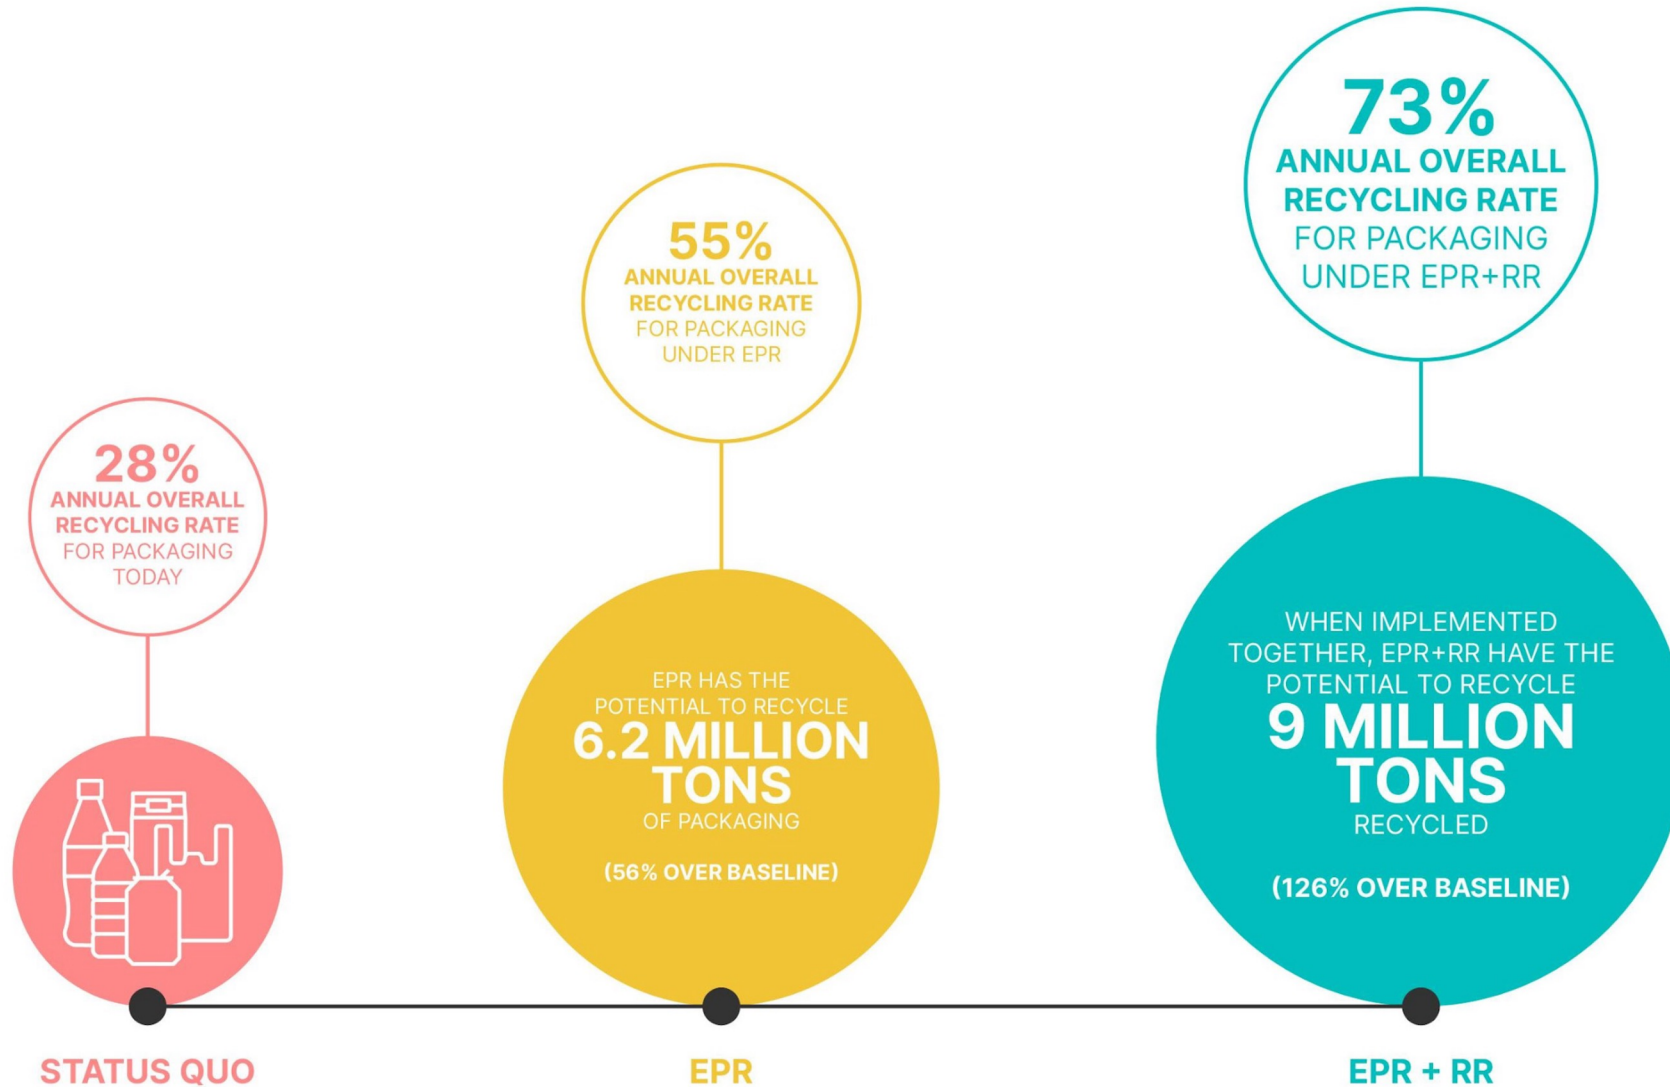 28%
ANNUAL OVERALL
RECYCLING RATE
FOR PACKAGING
TODAY
STATUS QUO
55%
ANNUAL OVERALL
RECYCLING RATE
FOR PACKAGING
UNDER EPR
EPR HAS THE
POTENTIAL TO RECYCLE
6.2 MILLION
TONS
OF PACKAGING
(56% OVER BASELINE)
EPR
73%
ANNUAL OVERALL
RECYCLING RATE
FOR PACKAGING
UNDER EPR+RR
WHEN IMPLEMENTED
TOGETHER, EPR+RR HAVE THE
POTENTIAL TO RECYCLE
9 MILLION
TONS
RECYCLED
(126% OVER BASELINE)
EPR + RR